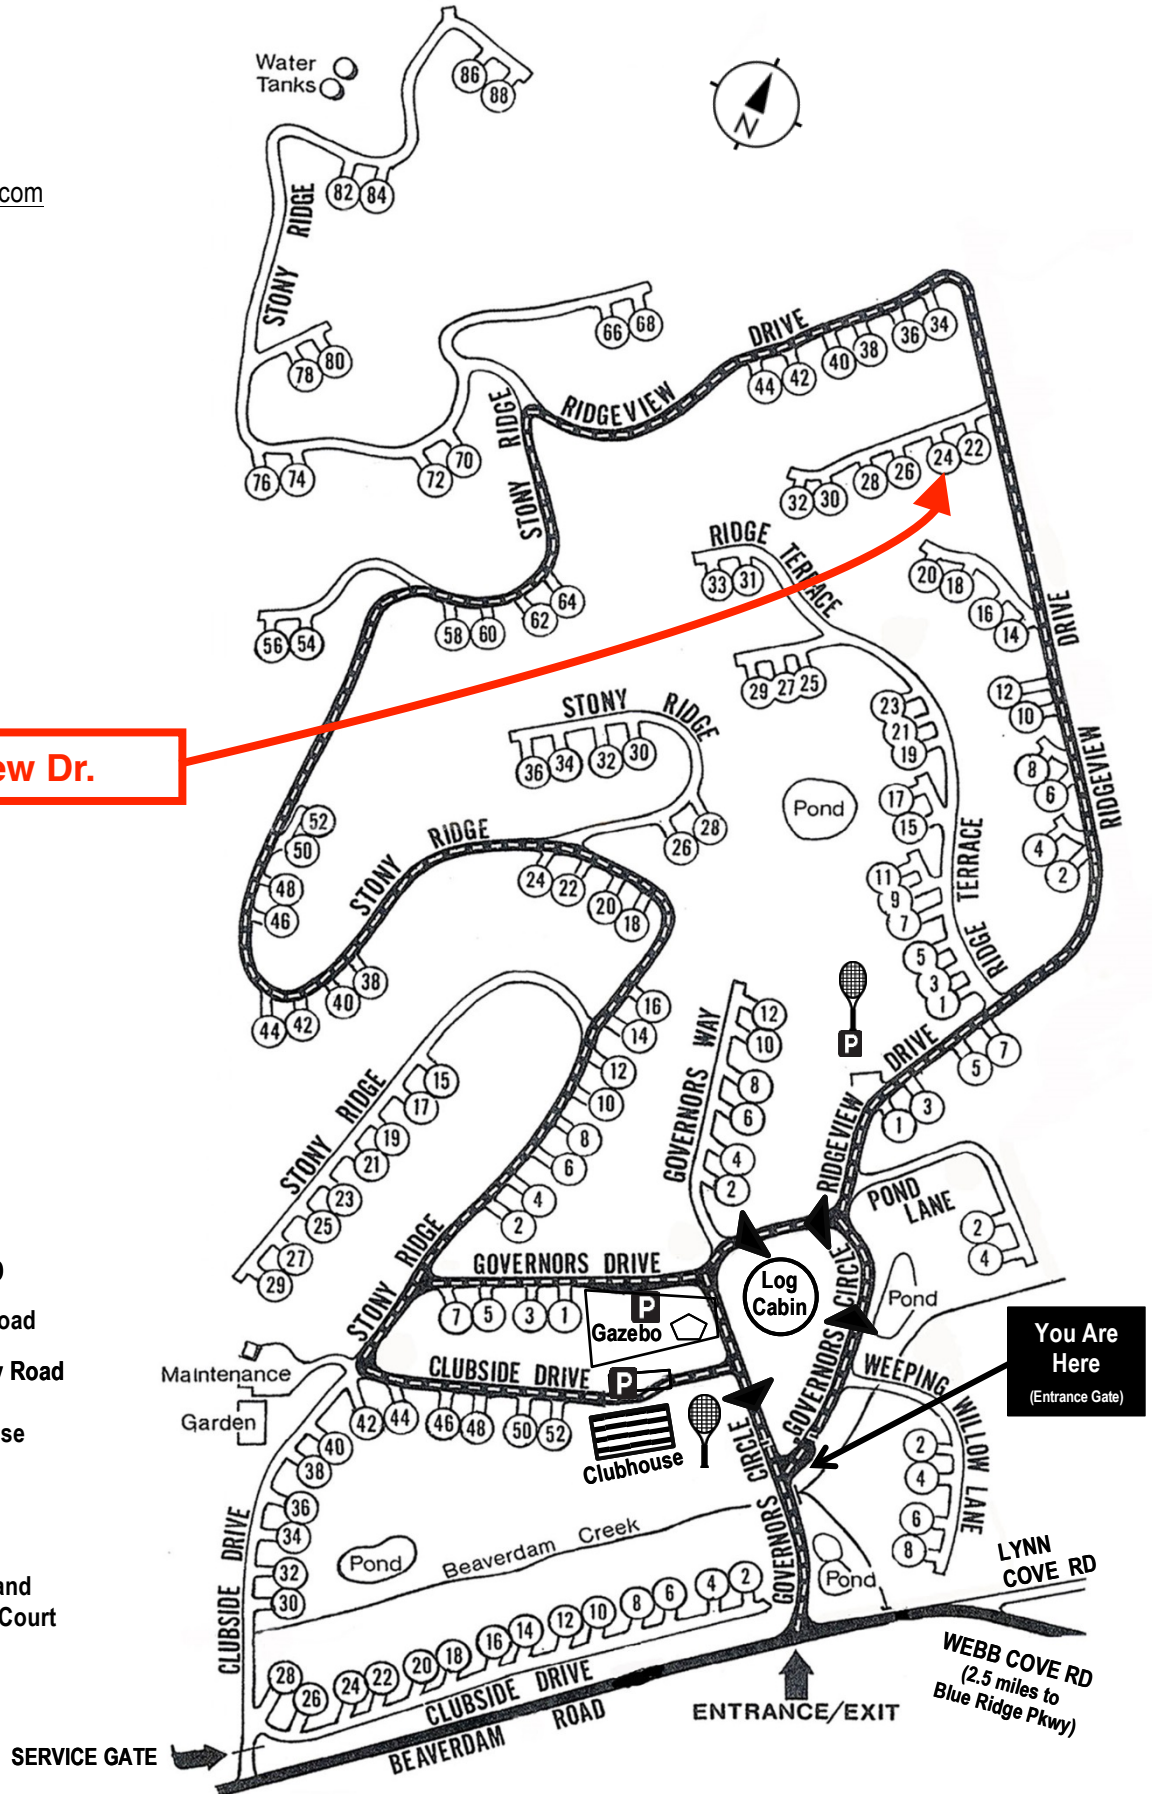 Water
Tanks
86
88
N
com
82
84
STONY RIDGE
66
68
DRIVE
34
36
38
40
42
44
78
80
RIDGEVIEW
STONY RIDGE
22
24
26
28
30
32
70
72
74
76
RIDGE TERRACE
33
31
20
18
16
14
DRIVE
64
62
60
58
56
54
29
27
25
12
10
STONY RIDGE
36
34
32
30
23
21
19
ew Dr.
RIDGEVIEW
8
6
Pond
17
15
52
50
STONY RIDGE
28
26
4
2
48
46
24
22
20
18
11
9
7
RIDGE TERRACE
5
3
1
38
40
42
44
16
14
GOVERNORS WAY
12
10
8
6
4
2
P
RIDGEVIEW DRIVE
7
5
3
1
STONY RIDGE
15
17
19
21
23
25
27
29
12
10
8
6
4
2
POND
LANE
2
4
STONY RIDGE
GOVERNORS DRIVE
7
5
3
1
P
Gazebo
Log
Cabin
GOVERNORS CIRCLE
Pond
oad
You Are
Here
(Entrance Gate)
Maintenance
y Road
CLUBSIDE DRIVE
P
WEEPING WILLOW LANE
Garden
se
42
44
46
48
50
52
Clubhouse
GOVERNORS CIRCLE
2
4
6
8
40
38
36
34
32
30
CLUBSIDE DRIVE
Pond
Beaverdam Creek
Pond
LYNN
COVE RD
and
Court
28
26
24
22
20
18
16
14
12
10
8
6
4
2
CLUBSIDE DRIVE
BEAVERDAM ROAD
ENTRANCE/EXIT
WEBB COVE RD
(2.5 miles to
Blue Ridge Pkwy)
SERVICE GATE